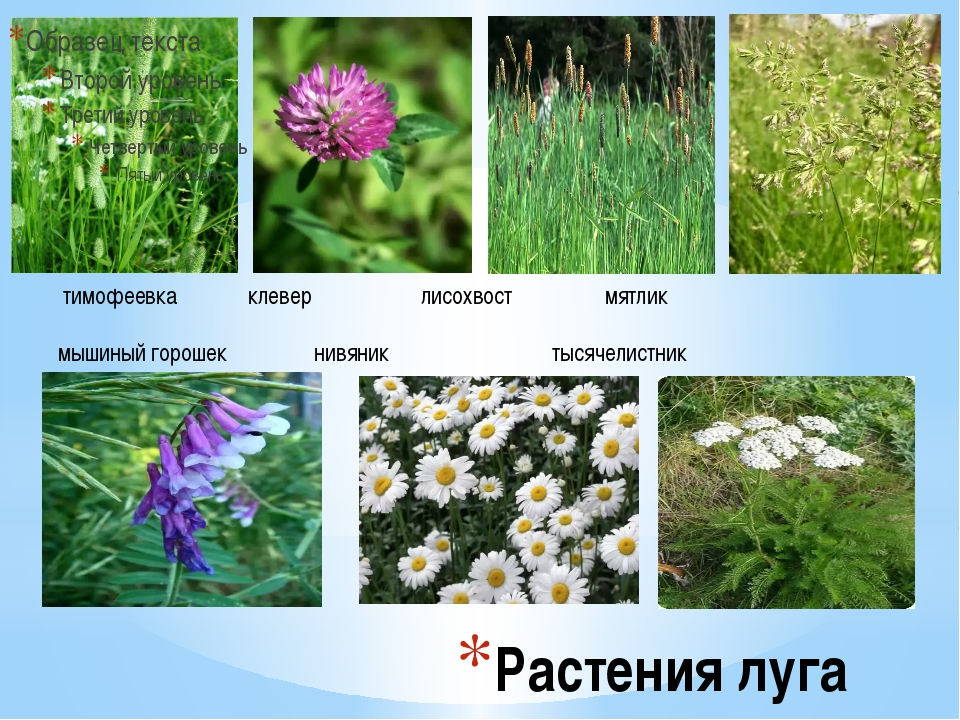 *Образец текста
*Второй уровень
*Третий уровень
*Четвертый уровень
*Пятый уровень
тимофеевка клевер лисохвост мятлик
мышиный горошек нивяник тысячелистник
*Растения луга